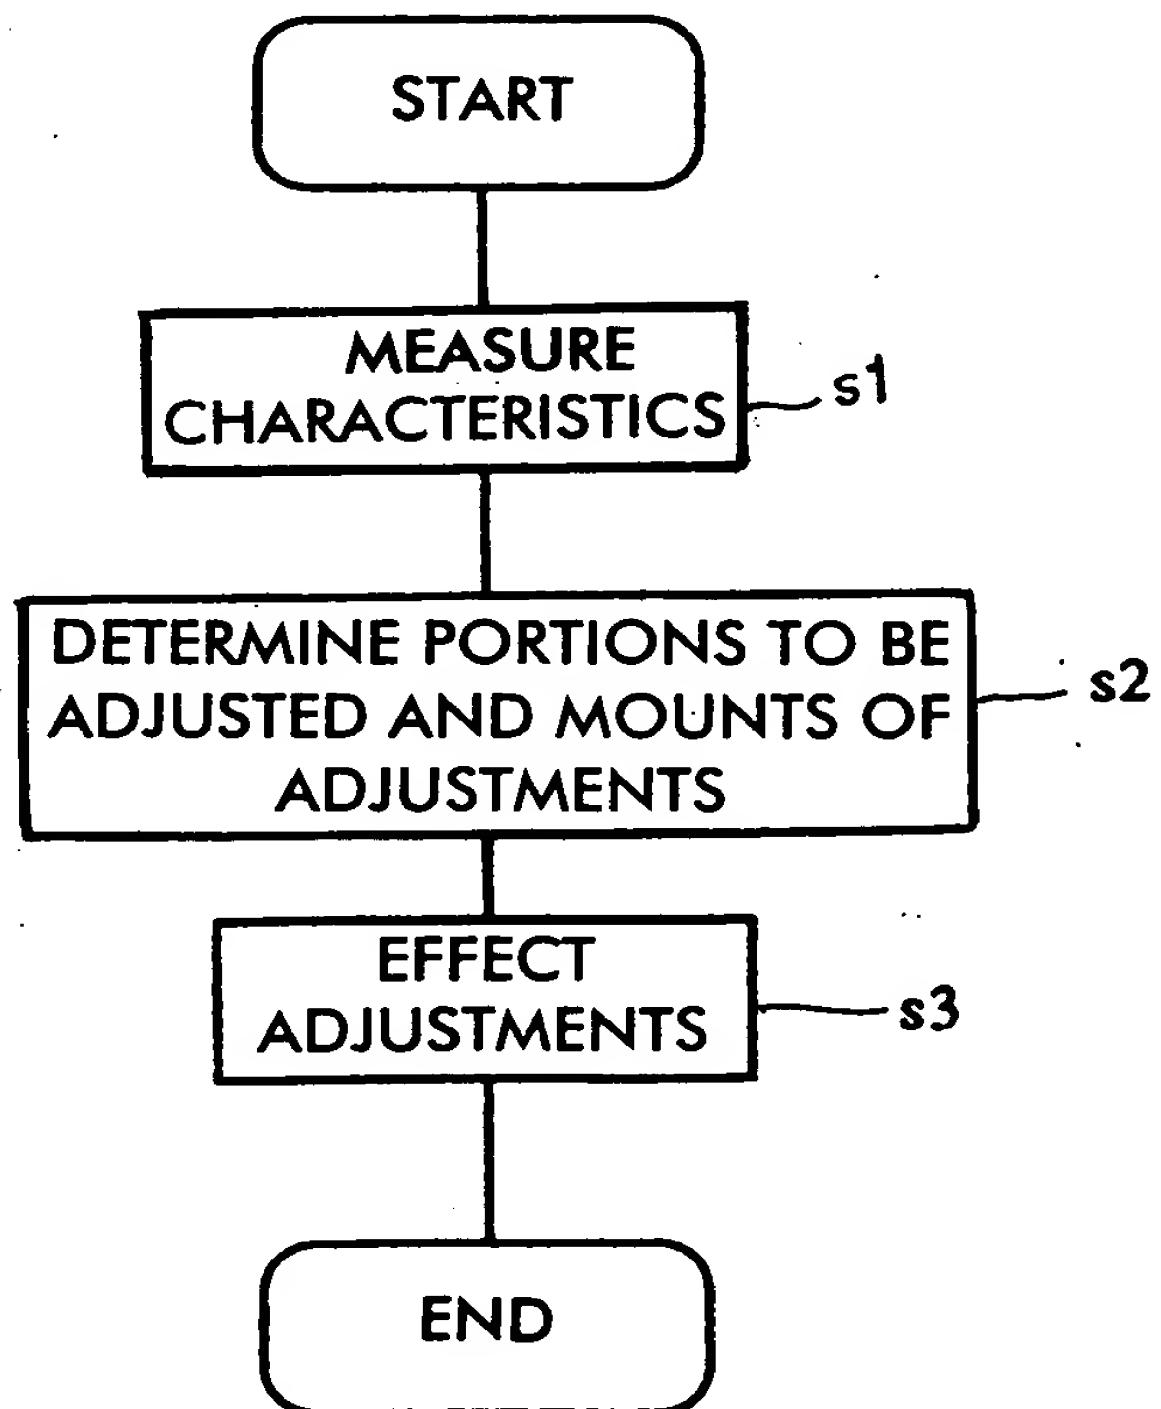 START
MEASURE
CHARACTERISTICS
s1
DETERMINE PORTIONS TO BE
ADJUSTED AND MOUNTS OF
ADJUSTMENTS
s2
EFFECT
ADJUSTMENTS
s3
END